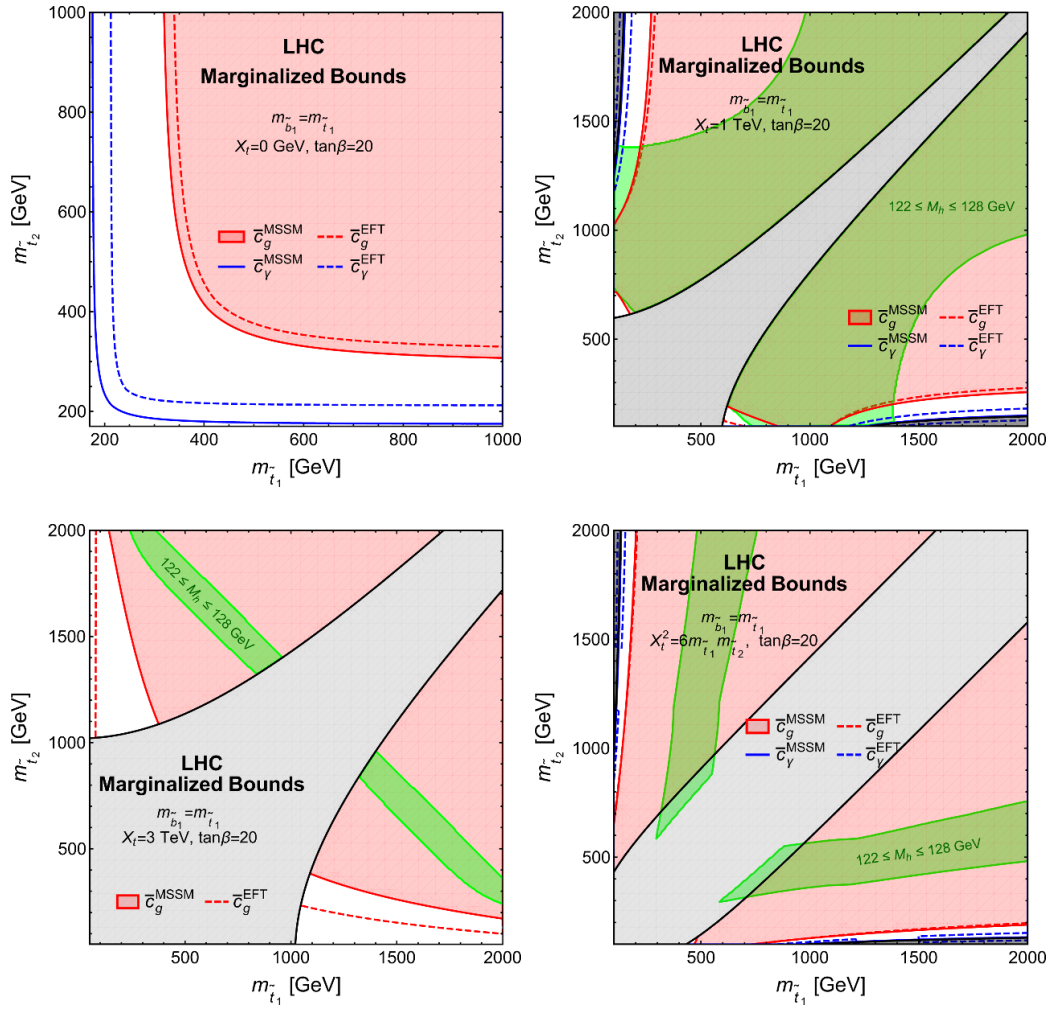 LHC
Marginalized Bounds
m_b̃₁=m_t̃₁
X_t=0 GeV, tanβ=20
c̄_g^MSSM c̄_g^EFT
c̄_γ^MSSM c̄_γ^EFT
1000
800
600
400
200
m_t̃₂ [GeV]
200 400 600 800 1000
m_t̃₁ [GeV]
LHC
Marginalized Bounds
m_b̃₁=m_t̃₁
X_t=1 TeV, tanβ=20
122 ≤ M_h ≤ 128 GeV
c̄_g^MSSM c̄_g^EFT
c̄_γ^MSSM c̄_γ^EFT
2000
1500
1000
500
m_t̃₂ [GeV]
500 1000 1500 2000
m_t̃₁ [GeV]
122 ≤ M_h ≤ 128 GeV
LHC
Marginalized Bounds
m_b̃₁=m_t̃₁
X_t=3 TeV, tanβ=20
c̄_g^MSSM c̄_g^EFT
2000
1500
1000
500
m_t̃₂ [GeV]
500 1000 1500 2000
m_t̃₁ [GeV]
LHC
Marginalized Bounds
m_b̃₁=m_t̃₁
X_t²=6m_t̃₁ m_t̃₂, tanβ=20
c̄_g^MSSM c̄_g^EFT
c̄_γ^MSSM c̄_γ^EFT
122 ≤ M_h ≤ 128 GeV
2000
1500
1000
500
m_t̃₂ [GeV]
500 1000 1500 2000
m_t̃₁ [GeV]